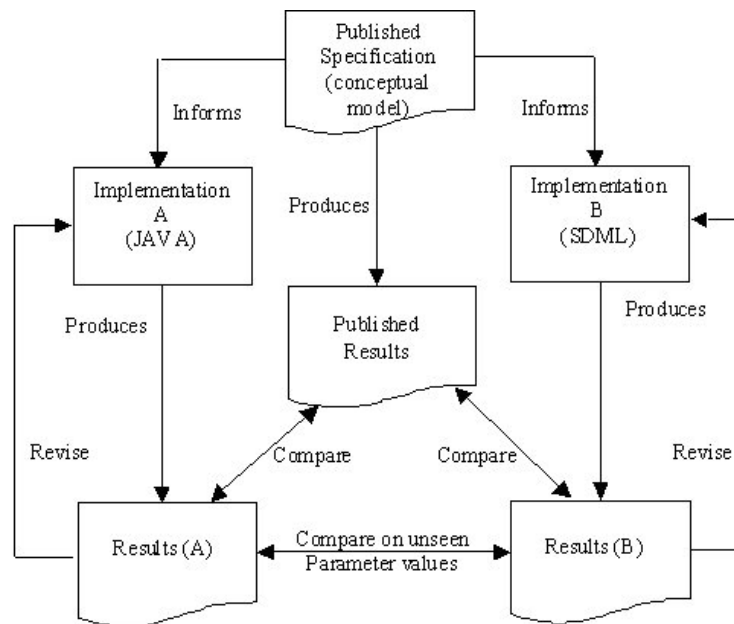 Published
Specification
(conceptual
model)
Informs
Informs
Implementation
A
(JAVA)
Implementation
B
(SDML)
Produces
Produces
Produces
Published
Results
Revise
Compare
Compare
Revise
Results (A)
Compare on unseen
Parameter values
Results (B)